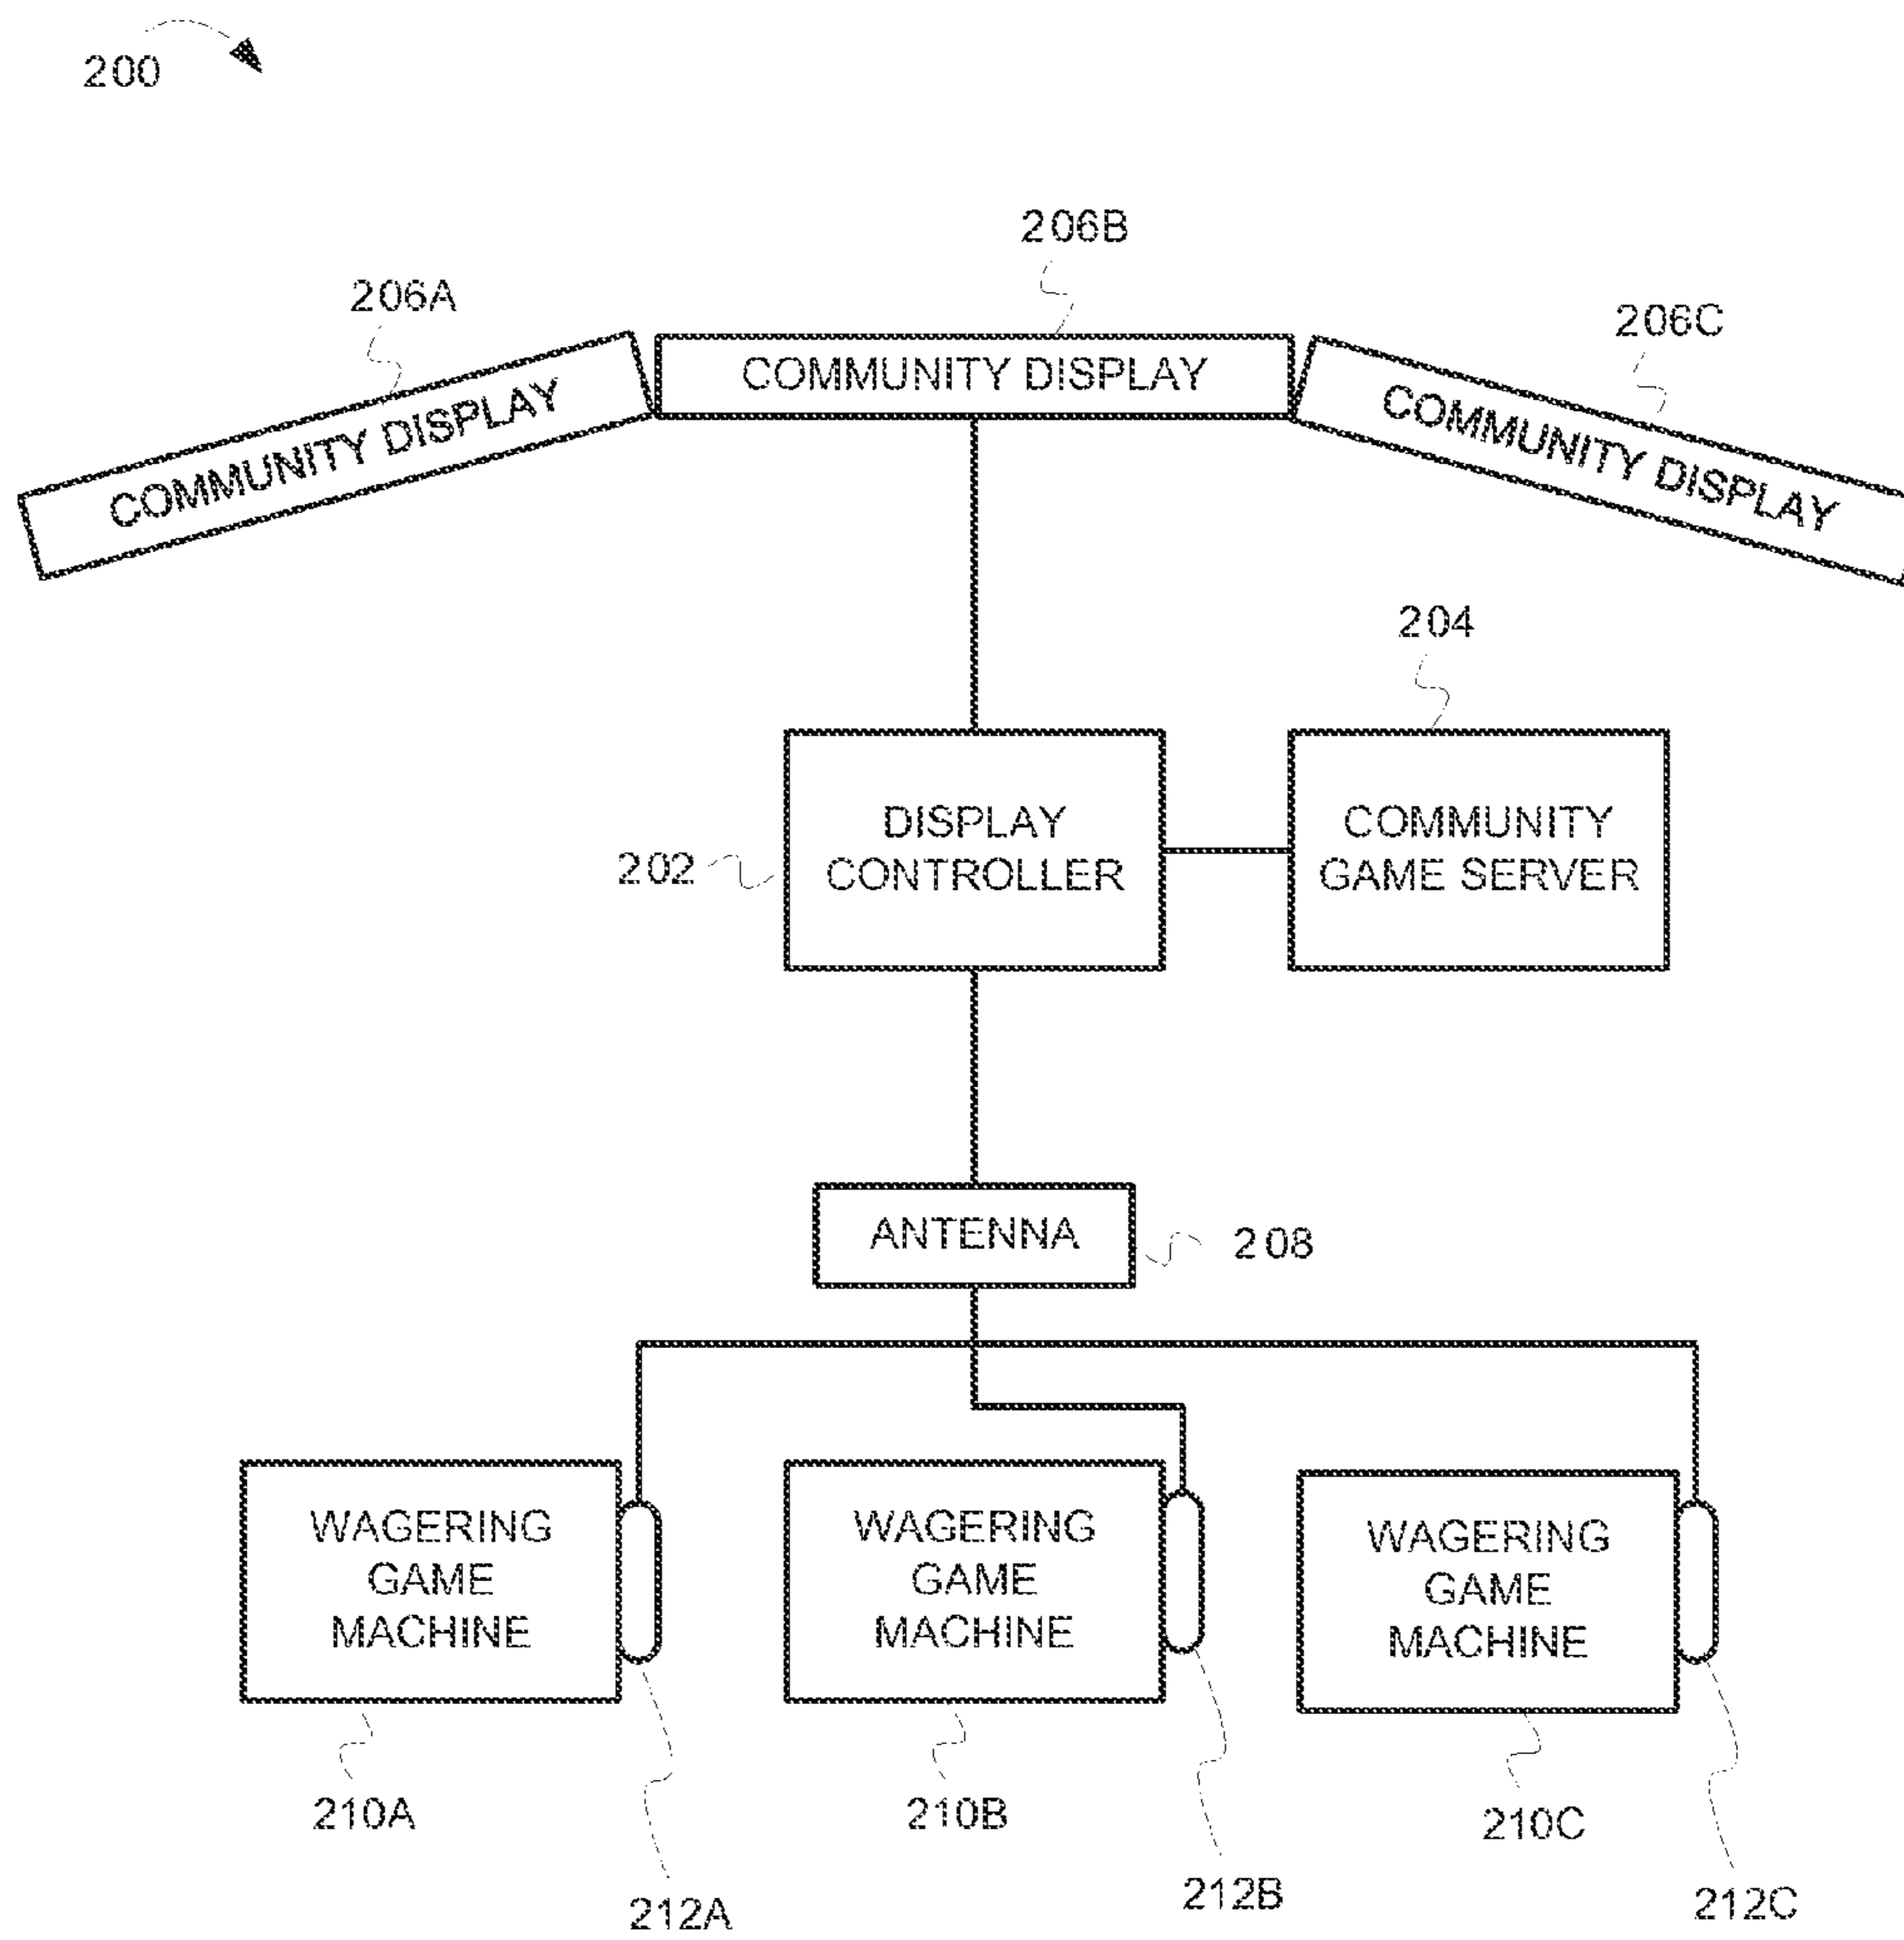 200
206B
206A
206C
COMMUNITY DISPLAY
COMMUNITY DISPLAY
COMMUNITY DISPLAY
204
DISPLAY
CONTROLLER
COMMUNITY
GAME SERVER
202
ANTENNA
208
WAGERING
GAME
MACHINE
WAGERING
GAME
MACHINE
WAGERING
GAME
MACHINE
210A
210B
210C
212A
212B
212C